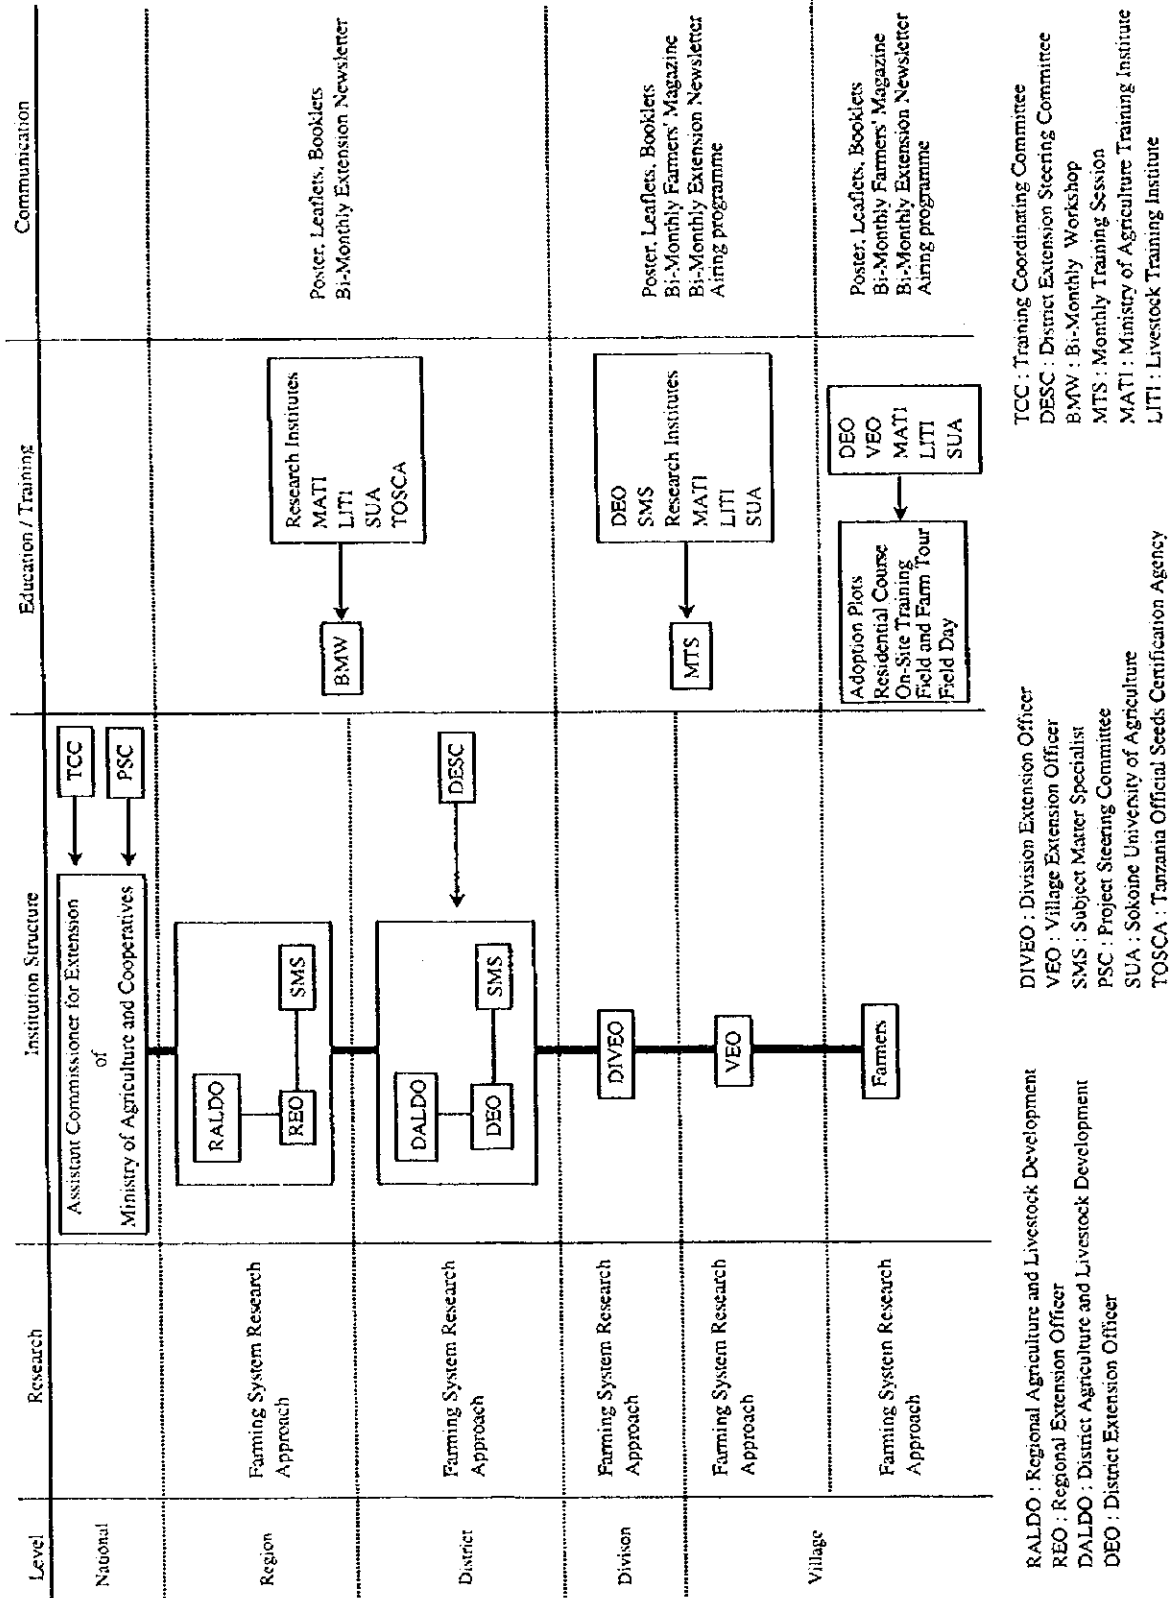 Level
Research
Institution Structure
Education / Training
Communication
National
Assistant Commissioner for Extension
of
Ministry of Agriculture and Cooperatives
TCC
PSC
Region
Farming System Research
Approach
RALDO
REO
SMS
BMW
Research Institutes
MATI
LITI
SUA
TOSCA
Poster, Leaflets, Booklets
Bi-Monthly Extension Newsletter
District
Farming System Research
Approach
DALDO
DEO
SMS
DESC
Divison
Farming System Research
Approach
DIVEO
MTS
DEO
SMS
Research Institutes
MATI
LITI
SUA
Poster, Leaflets, Booklets
Bi-Monthly Farmers' Magazine
Bi-Monthly Extension Newsletter
Airing programme
Village
Farming System Research
Approach
VEO
Farming System Research
Approach
Farmers
Adoption Plots
Residential Course
On-Site Training
Field and Farm Tour
Field Day
DEO
VEO
MATI
LITI
SUA
Poster, Leaflets, Booklets
Bi-Monthly Farmers' Magazine
Bi-Monthly Extension Newsletter
Airing programme
RALDO : Regional Agriculture and Livestock Development
REO : Regional Extension Officer
DALDO : District Agriculture and Livestock Development
DEO : District Extension Officer
DIVEO : Division Extension Officer
VEO : Village Extension Officer
SMS : Subject Matter Specialist
PSC : Project Steering Committee
SUA : Sokoine University of Agriculture
TOSCA : Tanzania Official Seeds Certification Agency
TCC : Training Coordinating Committee
DESC : District Extension Steering Committee
BMW : Bi-Monthly Workshop
MTS : Monthly Training Session
MATI : Ministry of Agriculture Training Institute
LITI : Livestock Training Institute